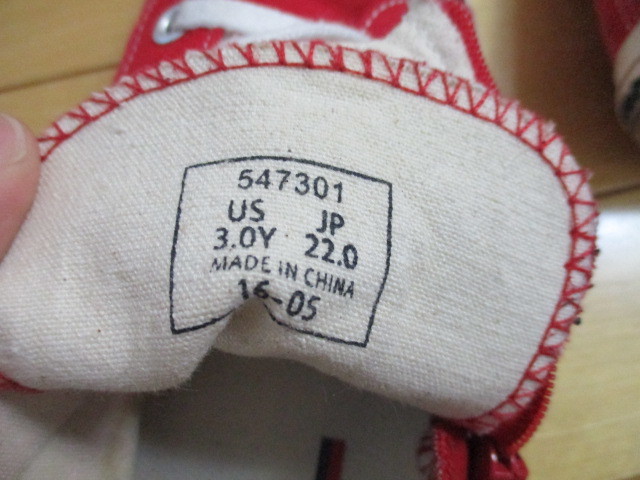 547301
US JP
3.0Y 22.0
MADE IN CHINA
16-05